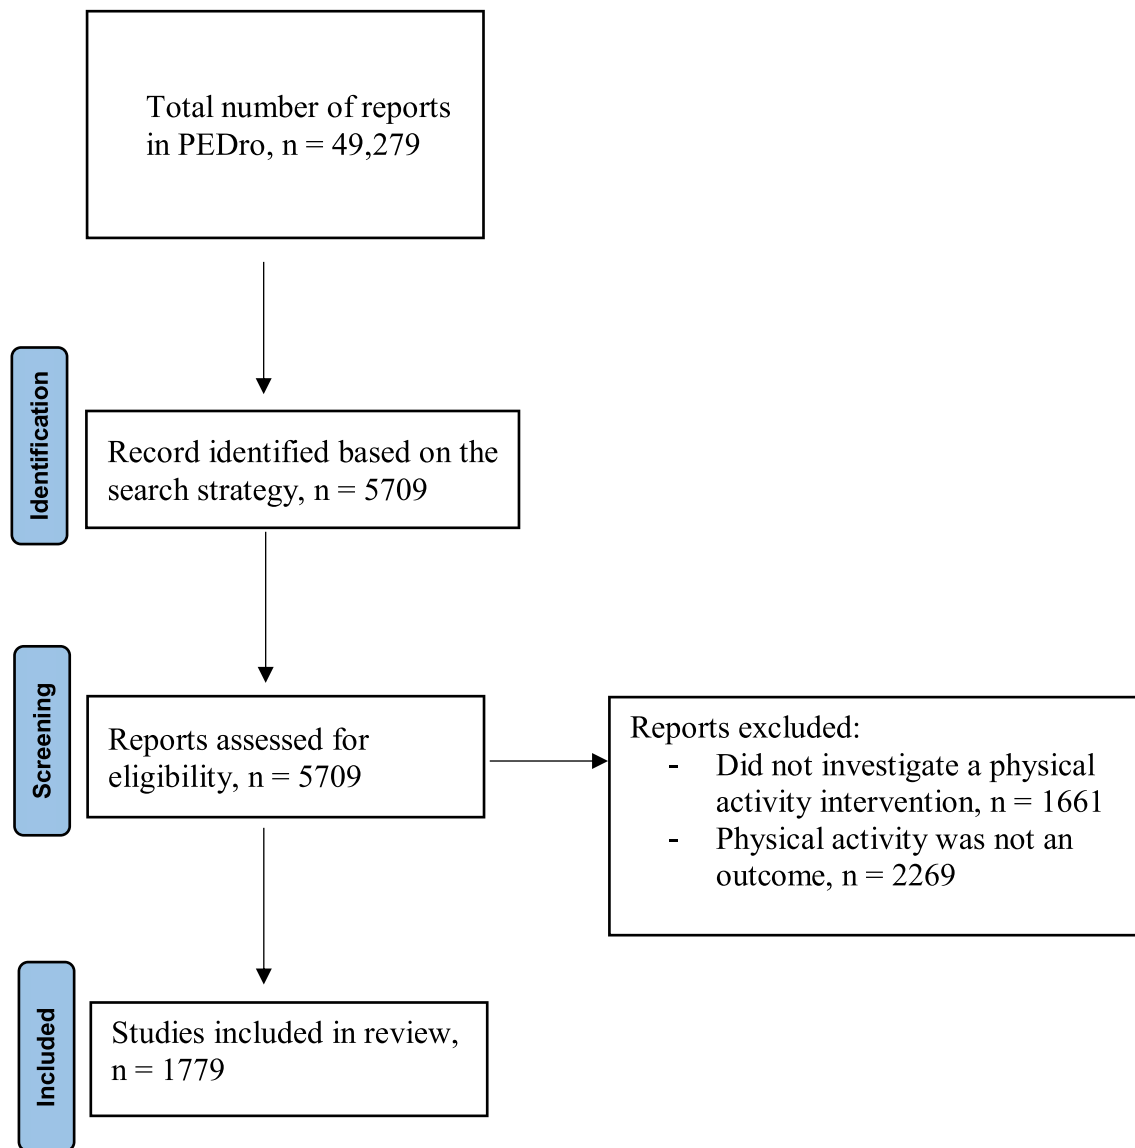 Total number of reports
in PEDro, n = 49,279
Identification
Record identified based on the
search strategy, n = 5709
Screening
Reports assessed for
eligibility, n = 5709
Reports excluded:
- Did not investigate a physical
activity intervention, n = 1661
- Physical activity was not an
outcome, n = 2269
Included
Studies included in review,
n = 1779